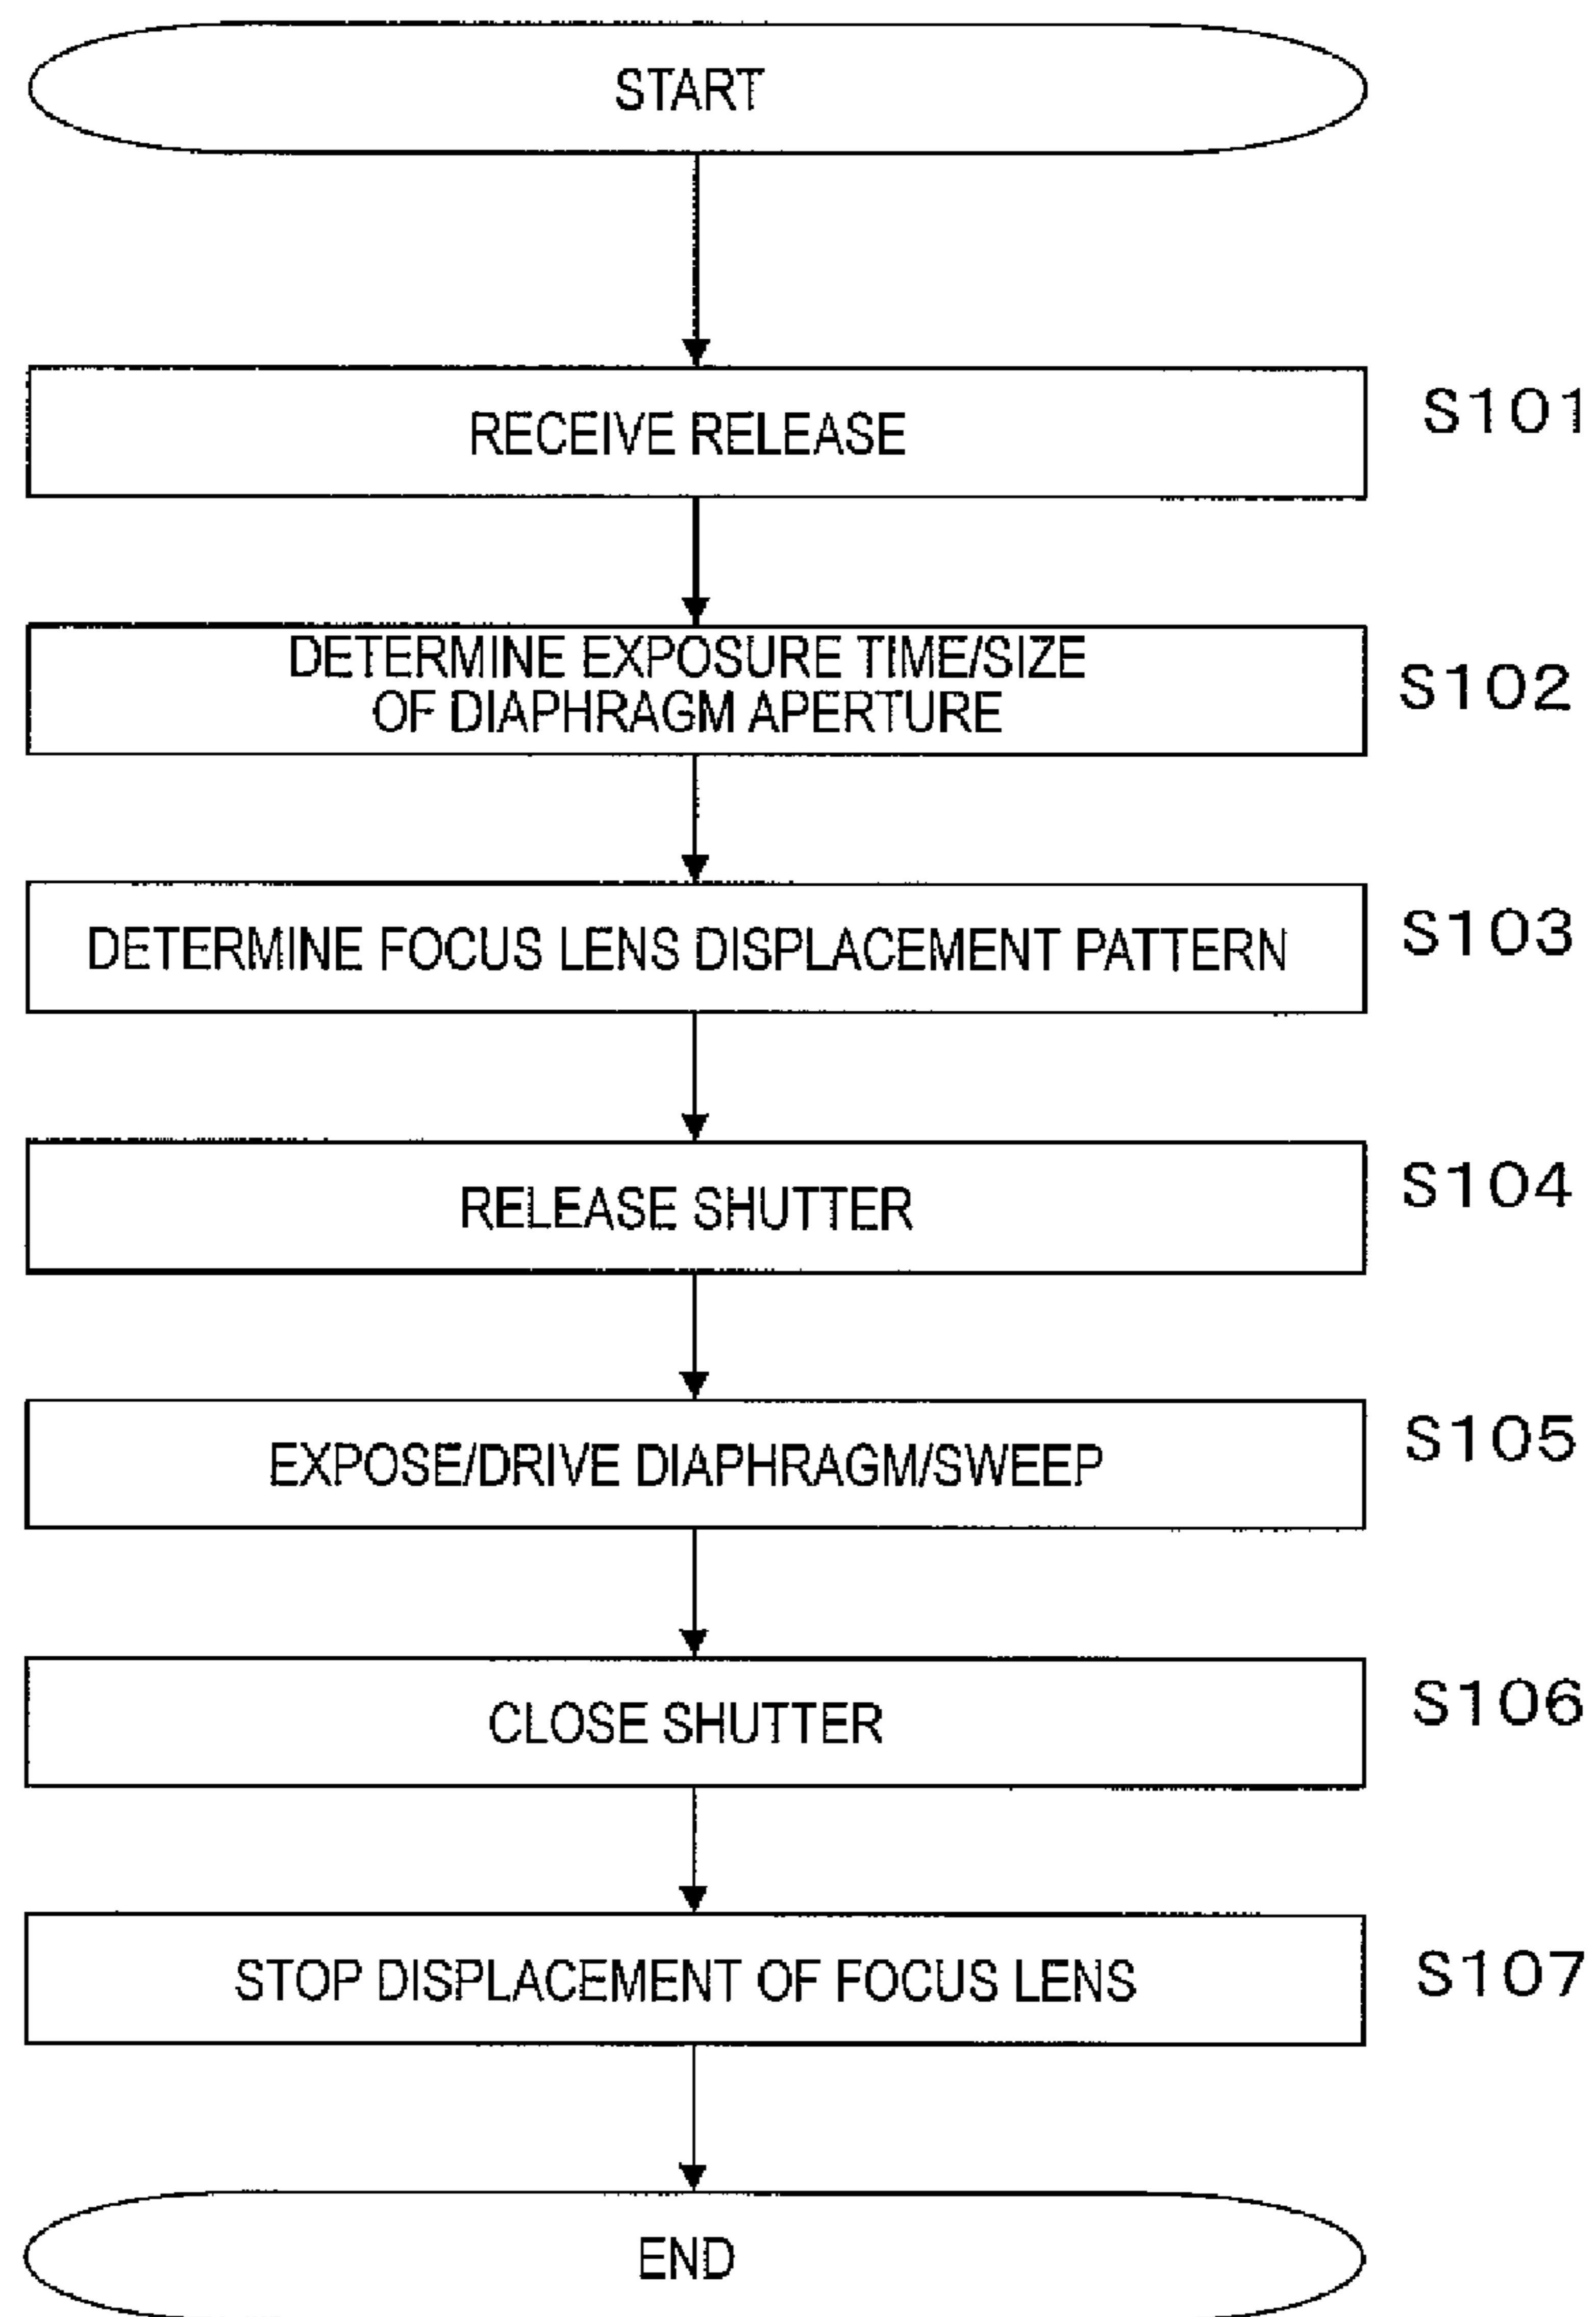 START
RECEIVE RELEASE
S101
DETERMINE EXPOSURE TIME/SIZE
OF DIAPHRAGM APERTURE
S102
DETERMINE FOCUS LENS DISPLACEMENT PATTERN
S103
RELEASE SHUTTER
S104
EXPOSE/DRIVE DIAPHRAGM/SWEEP
S105
CLOSE SHUTTER
S106
STOP DISPLACEMENT OF FOCUS LENS
S107
END